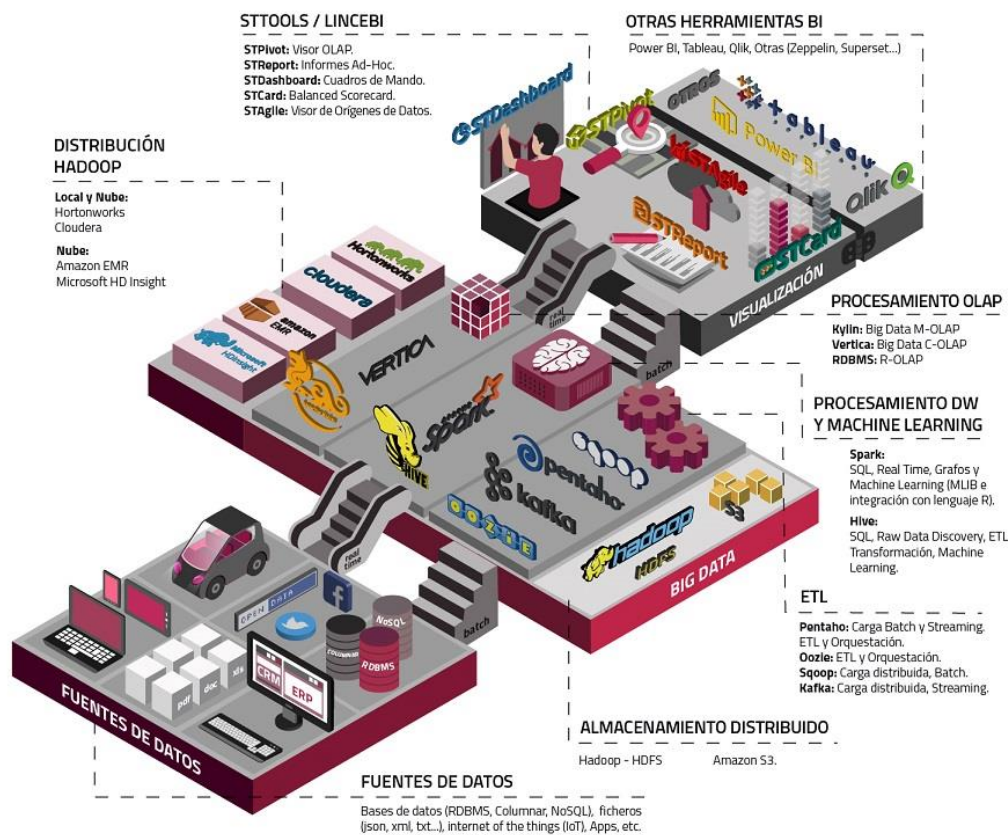 STTOOLS / LINCEBI
STPivot: Visor OLAP.
STReport: Informes Ad-Hoc.
STDashboard: Cuadros de Mando.
STCard: Balanced Scorecard.
STAgile: Visor de Orígenes de Datos.
OTRAS HERRAMIENTAS BI
Power BI, Tableau, Qlik, Otras (Zeppelin, Superset...)
DISTRIBUCIÓN
HADOOP
Local y Nube:
Hortonworks
Cloudera
Nube:
Amazon EMR
Microsoft HD Insight
STDashboard
STPivot
STAgile
STReport
STCard
OTROS
tableau
Power BI
Qlik
VISUALIZACIÓN
Hortonworks
cloudera
amazon
EMR
Microsoft
HDInsight
VERTICA
real
time
batch
APACHE
Spark
HIVE
kafka
pentaho
sqoop
OOZIE
hadoop
HDFS
S3
BIG DATA
PROCESAMIENTO OLAP
Kylin: Big Data M-OLAP
Vertica: Big Data C-OLAP
RDBMS: R-OLAP
PROCESAMIENTO DW
Y MACHINE LEARNING
Spark:
SQL, Real Time, Grafos y
Machine Learning (MLIB e
integración con lenguaje R).
Hive:
SQL, Raw Data Discovery, ETL
Transformación, Machine
Learning.
ETL
Pentaho: Carga Batch y Streaming.
ETL y Orquestación.
Oozie: ETL y Orquestación.
Sqoop: Carga distribuida, Batch.
Kafka: Carga distribuida, Streaming.
real
time
batch
OPEN DATA
NoSQL
COLUMNAR
RDBMS
pdf
doc
xls
CRM
ERP
FUENTES DE DATOS
ALMACENAMIENTO DISTRIBUIDO
Hadoop - HDFS
Amazon S3.
FUENTES DE DATOS
Bases de datos (RDBMS, Columnar, NoSQL), ficheros
(json, xml, txt...), internet of the things (IoT), Apps, etc.